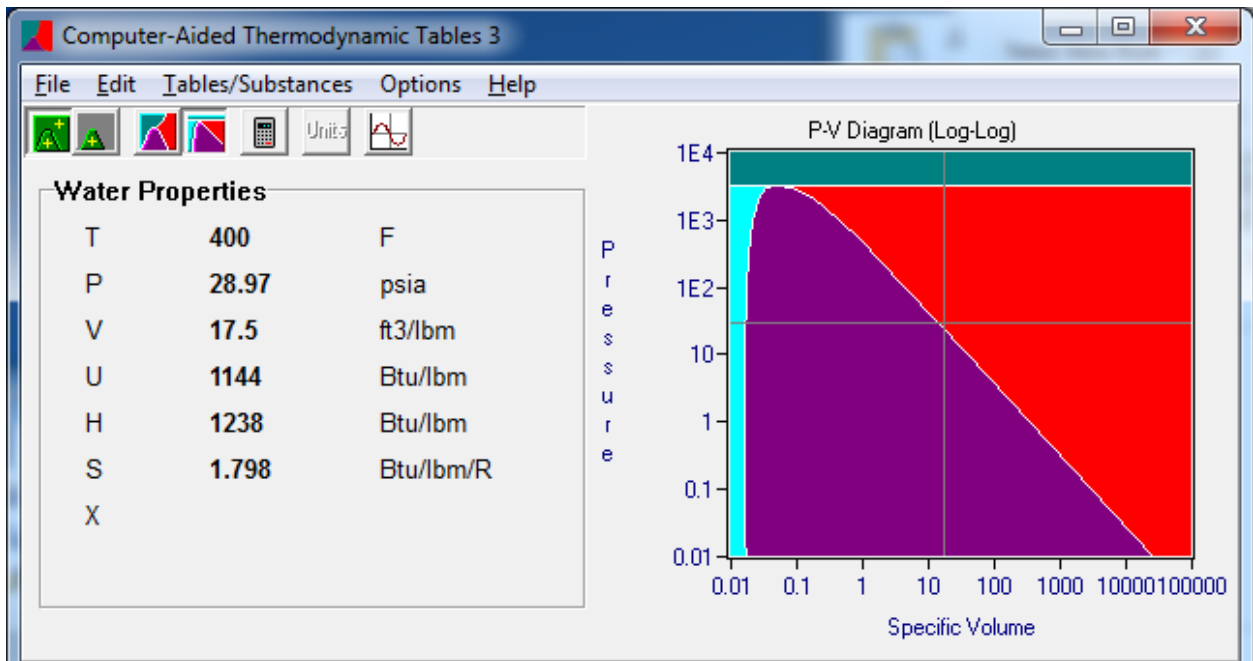 Computer-Aided Thermodynamic Tables 3
File Edit Tables/Substances Options Help
Units
Water Properties
T 400 F
P 28.97 psia
V 17.5 ft3/lbm
U 1144 Btu/lbm
H 1238 Btu/lbm
S 1.798 Btu/lbm/R
X
P-V Diagram (Log-Log)
Pressure
1E4
1E3
1E2
10
1
0.1
0.01
0.01 0.1 1 10 100 1000 10000 100000
Specific Volume